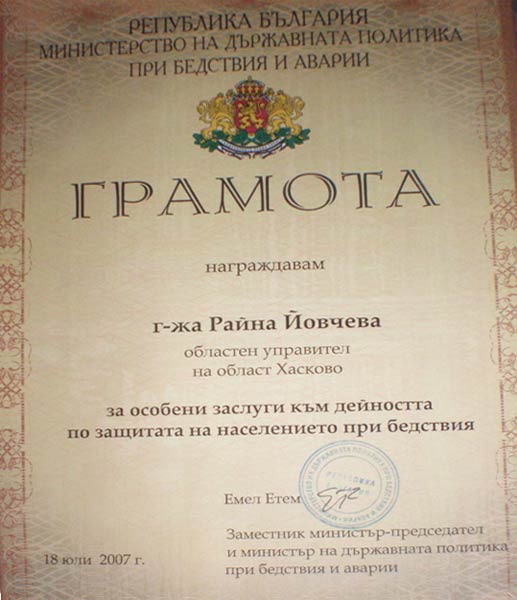 РЕПУБЛИКА БЪЛГАРИЯ
МИНИСТЕРСТВО НА ДЪРЖАВНАТА ПОЛИТИКА
ПРИ БЕДСТВИЯ И АВАРИИ
ГРАМОТА
награждавам
г-жа Райна Йовчева
областен управител
на област Хасково
за особени заслуги към дейността
по защитата на населението при бедствия
Емел Етем
Заместник министър-председател
и министър на държавната политика
при бедствия и аварии
18 юли 2007 г.